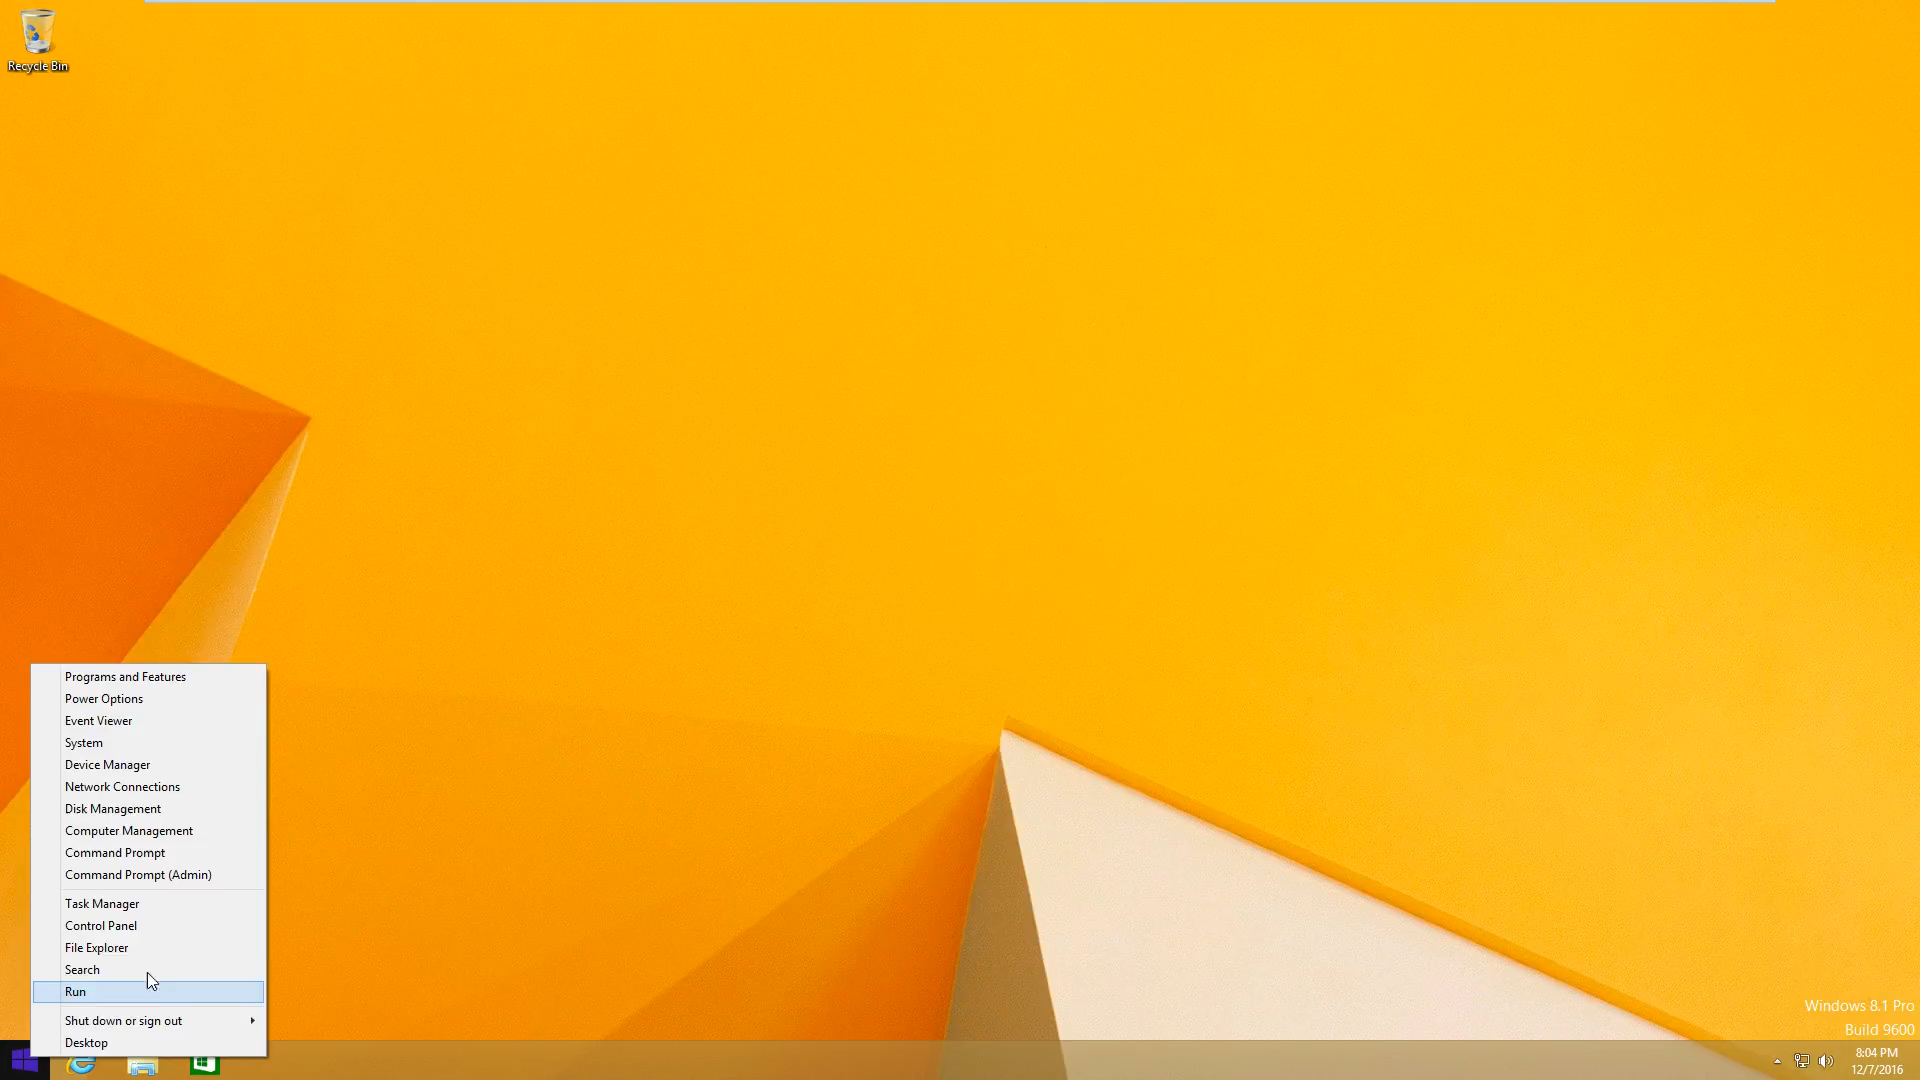 Recycle Bin
Programs and Features
Power Options
Event Viewer
System
Device Manager
Network Connections
Disk Management
Computer Management
Command Prompt
Command Prompt (Admin)
Task Manager
Control Panel
File Explorer
Search
Run
Shut down or sign out
Desktop
Windows 8.1 Pro
Build 9600
8:04 PM
12/7/2016